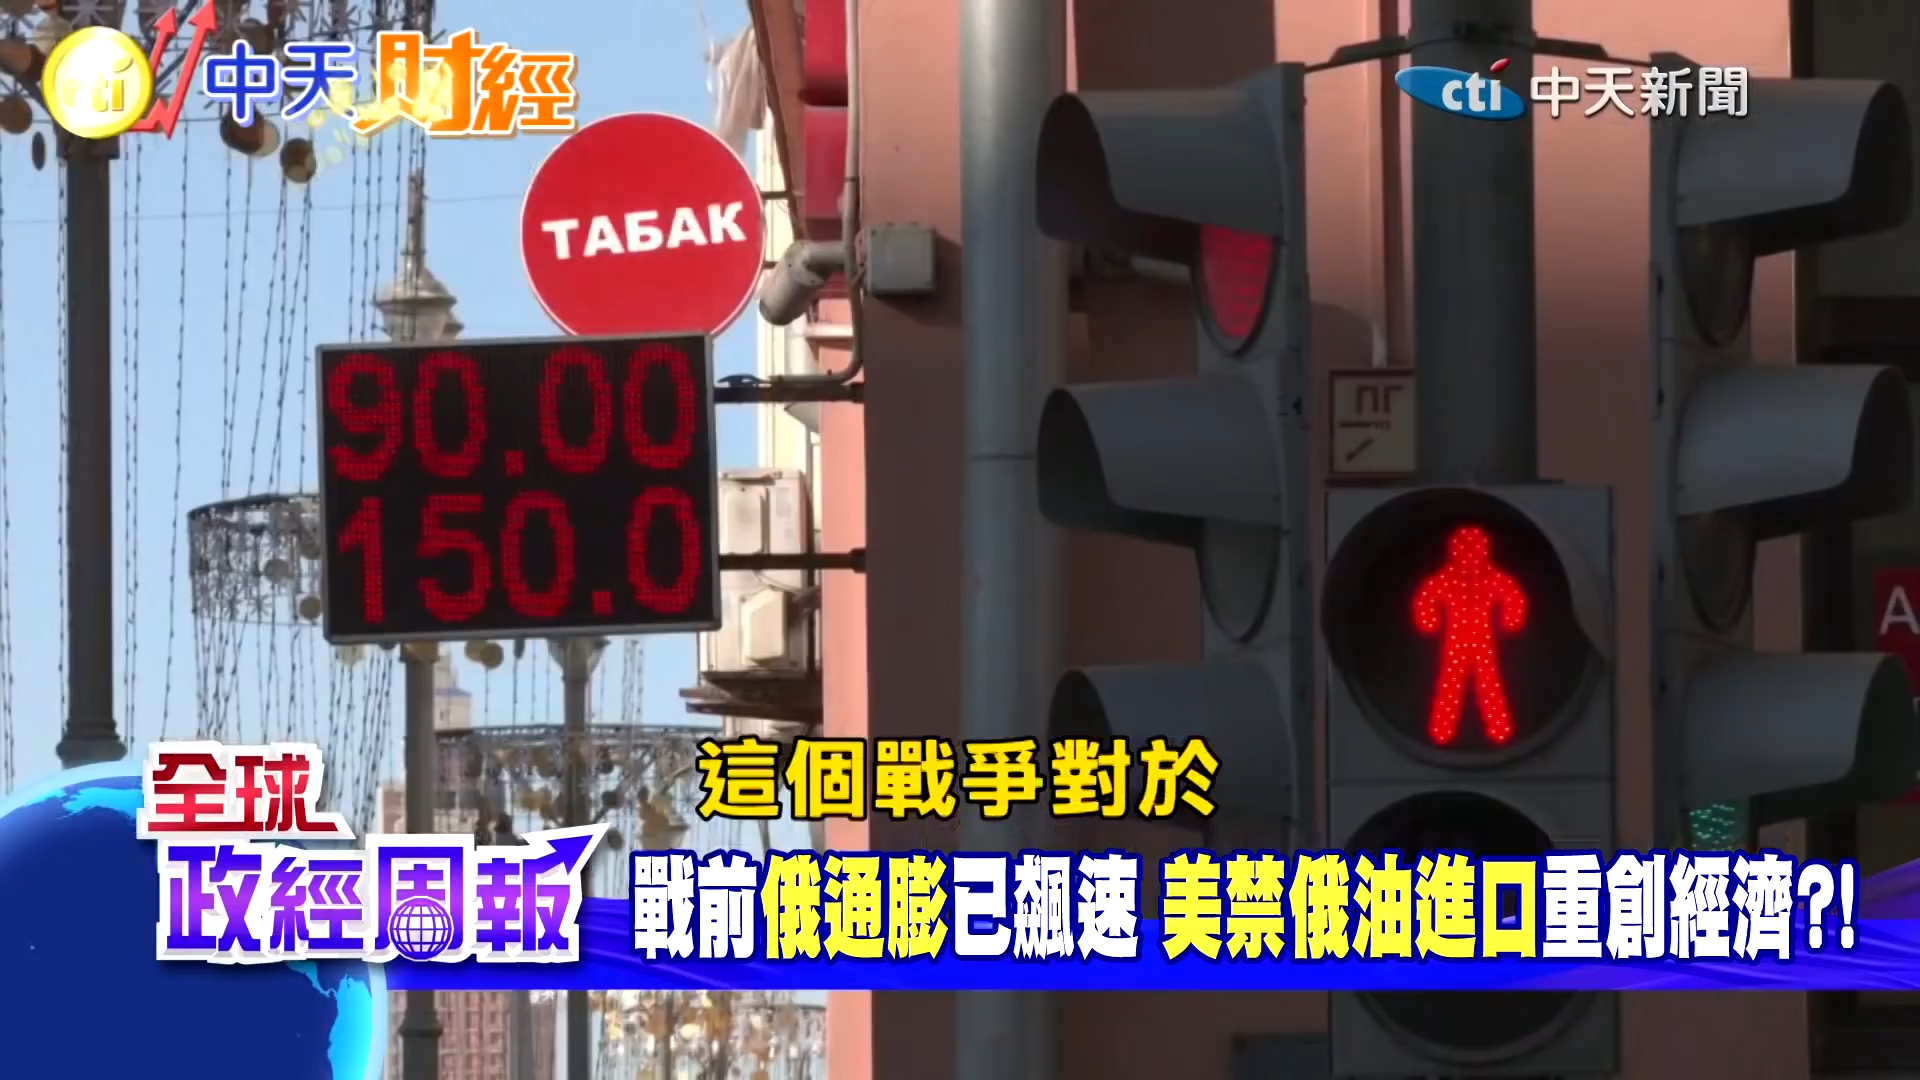 cti 中天財經
cti 中天新聞
ТАБАК
90.00
150.0
ПГ
A
這個戰爭對於
全球
政經周報
戰前俄通膨已飆速 美禁俄油進口重創經濟?!